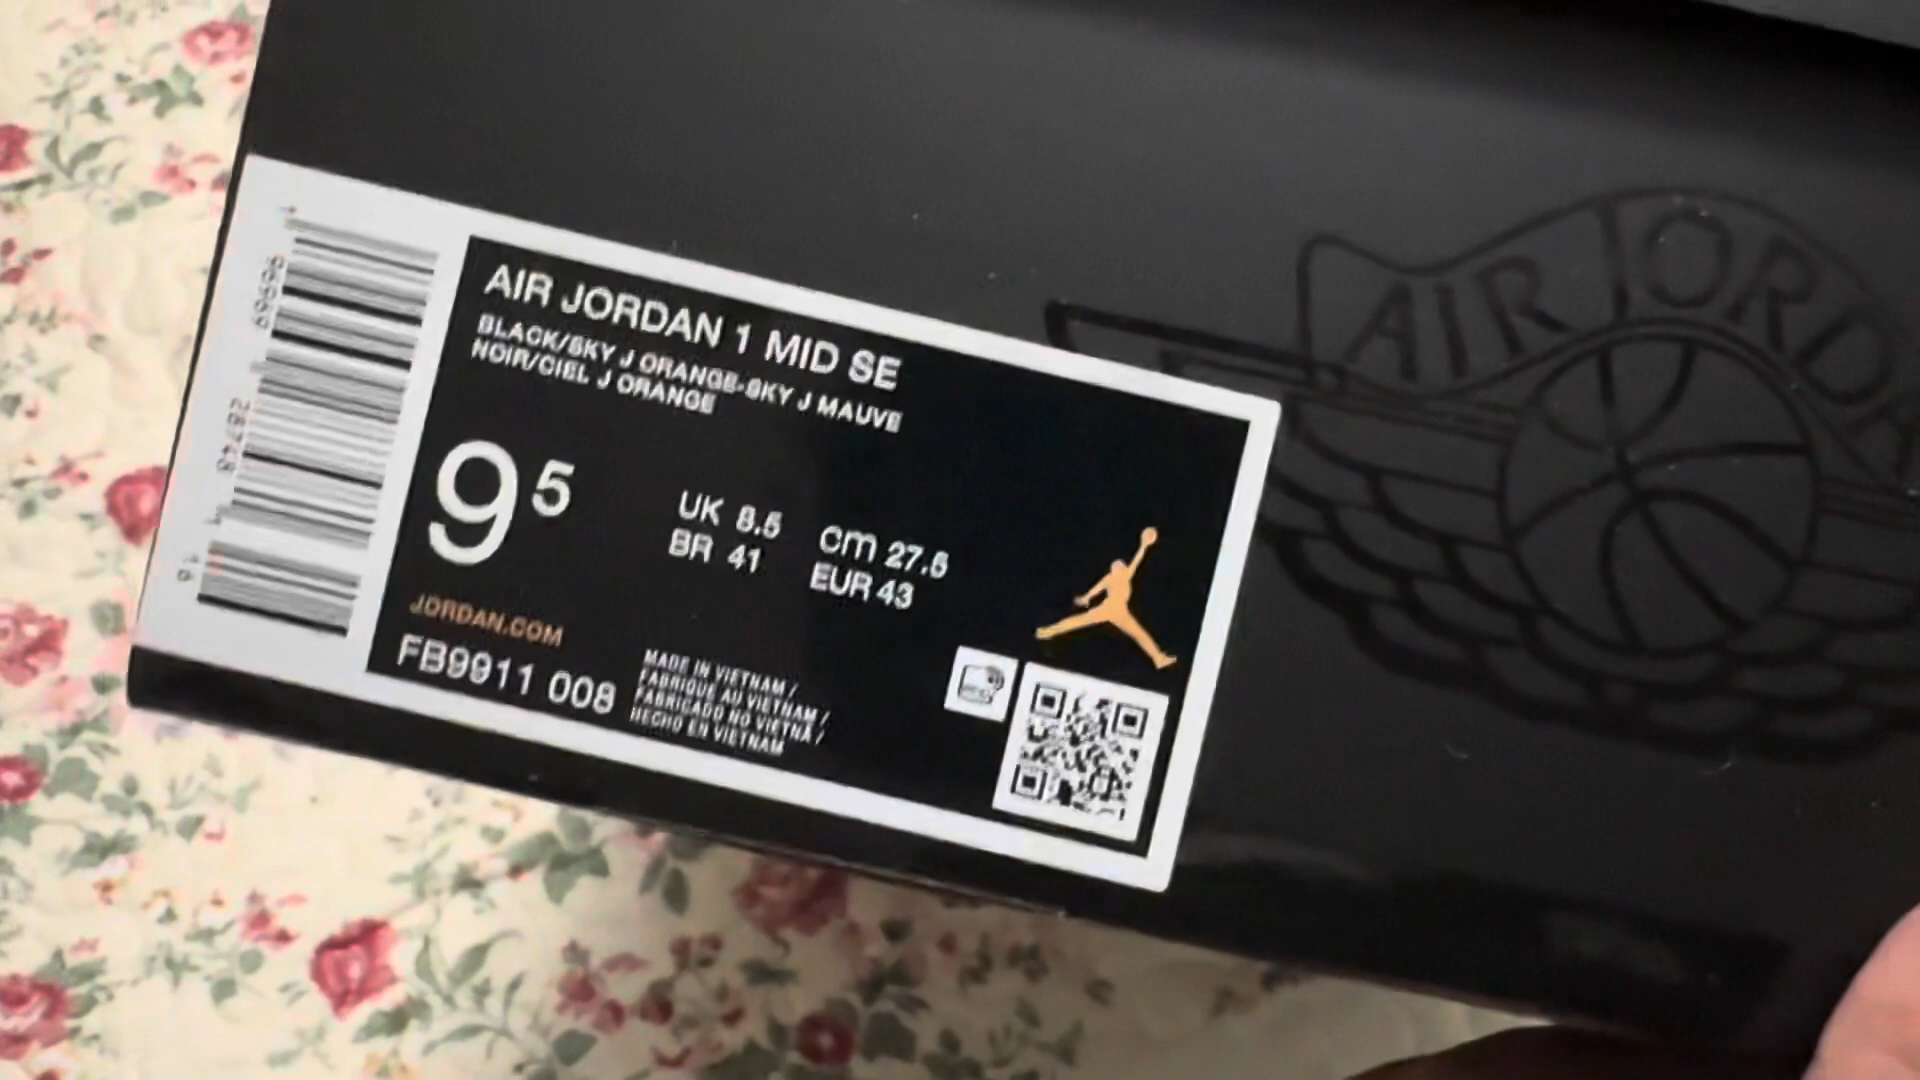 AIR JORDAN 1 MID SE
BLACK/SKY J ORANGE-SKY J MAUVE
NOIR/CIEL J ORANGE
9 5
UK 8.5
BR 41
cm 27.5
EUR 43
JORDAN.COM
FB9911 008
MADE IN VIETNAM /
FABRIQUE AU VIETNAM /
FABRICADO NO VIETNÃ /
HECHO EN VIETNAM
AIR JORDA